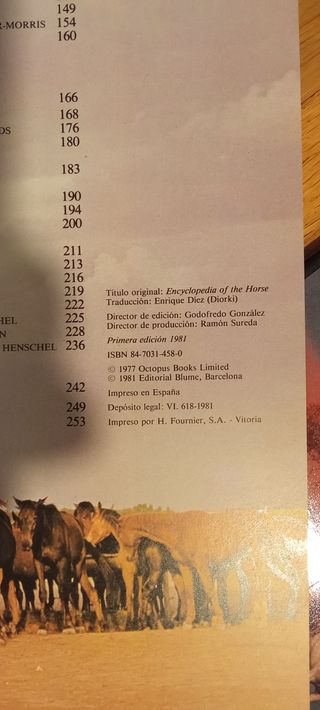 149
R-MORRIS 154
160
166
168
OS 176
180
183
190
194
200
211
213
216
219
222
HEL 225
N 228
HENSCHEL 236
242
249
253
Título original: Encyclopedia of the Horse
Traducción: Enrique Díez (Diorki)
Director de edición: Godofredo González
Director de producción: Ramón Sureda
Primera edición 1981
ISBN 84-7031-458-0
© 1977 Octopus Books Limited
© 1981 Editorial Blume, Barcelona
Impreso en España
Depósito legal: VI. 618-1981
Impreso por H. Fournier, S.A. - Vitoria